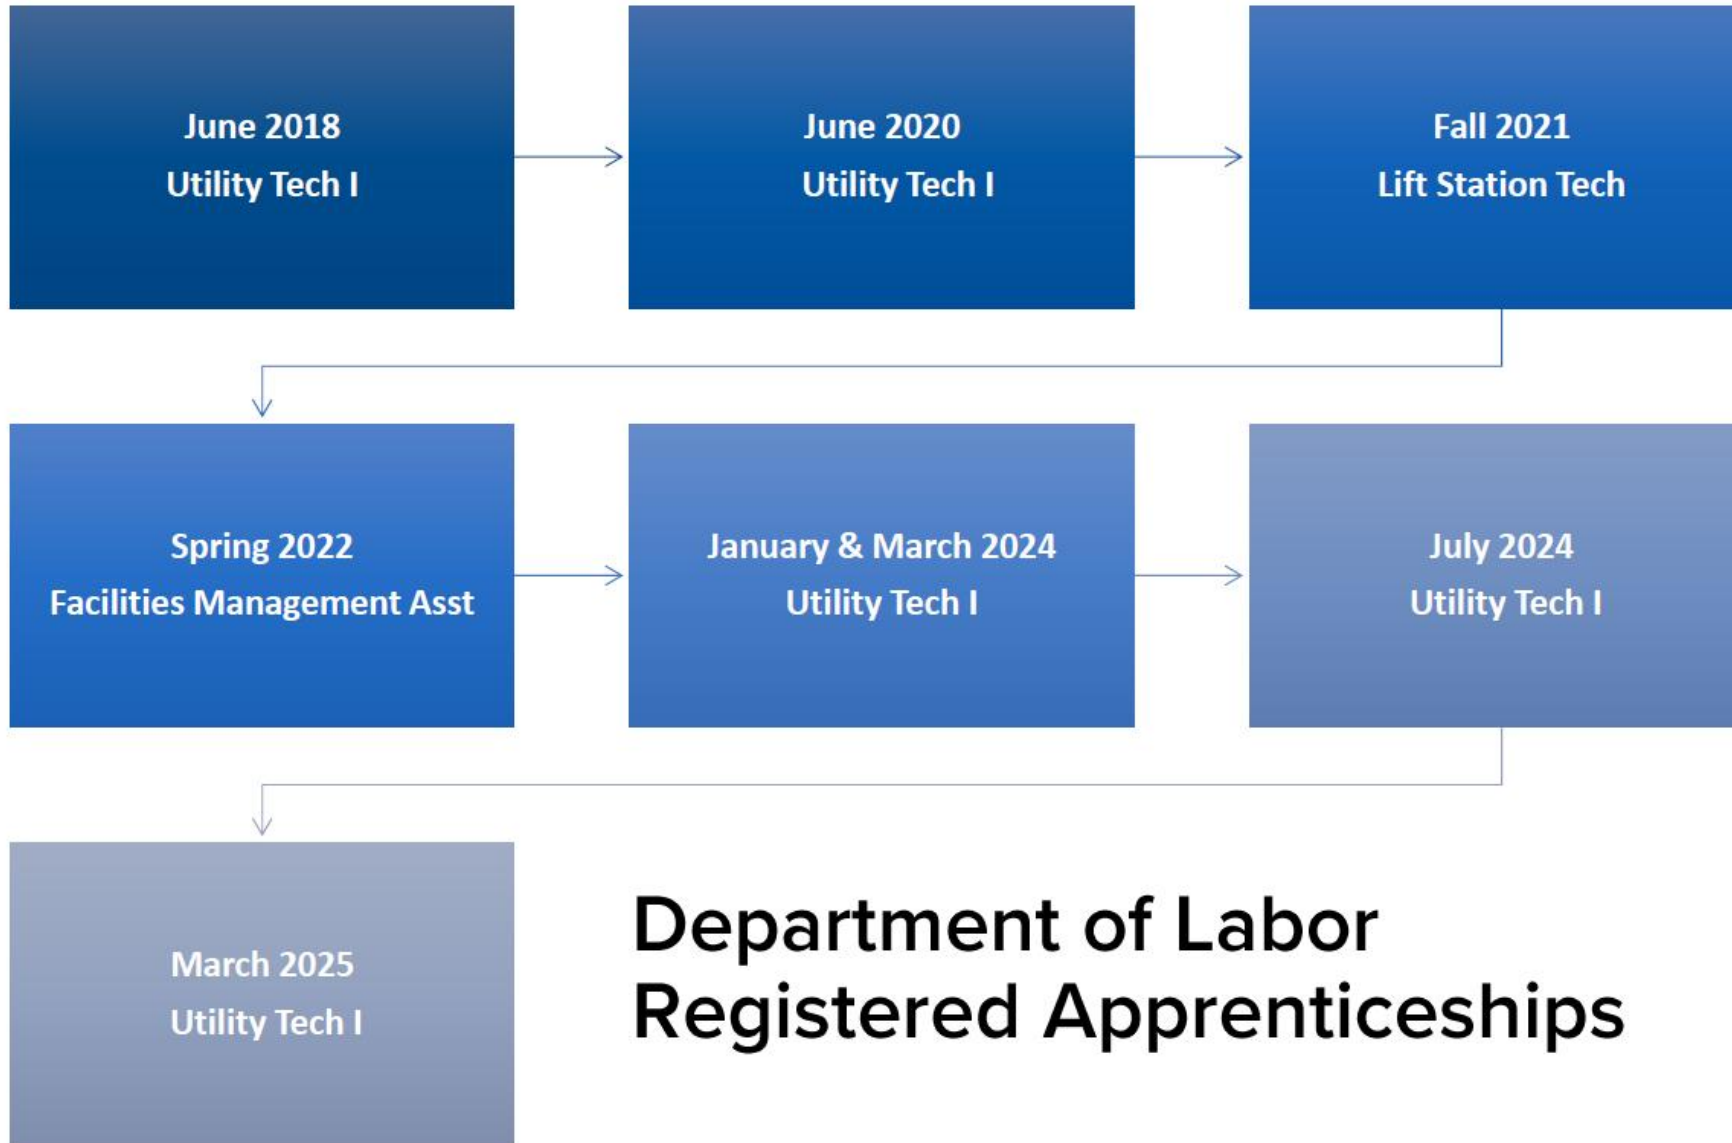 June 2018
Utility Tech I
June 2020
Utility Tech I
Fall 2021
Lift Station Tech
Spring 2022
Facilities Management Asst
January & March 2024
Utility Tech I
July 2024
Utility Tech I
March 2025
Utility Tech I
Department of Labor
Registered Apprenticeships